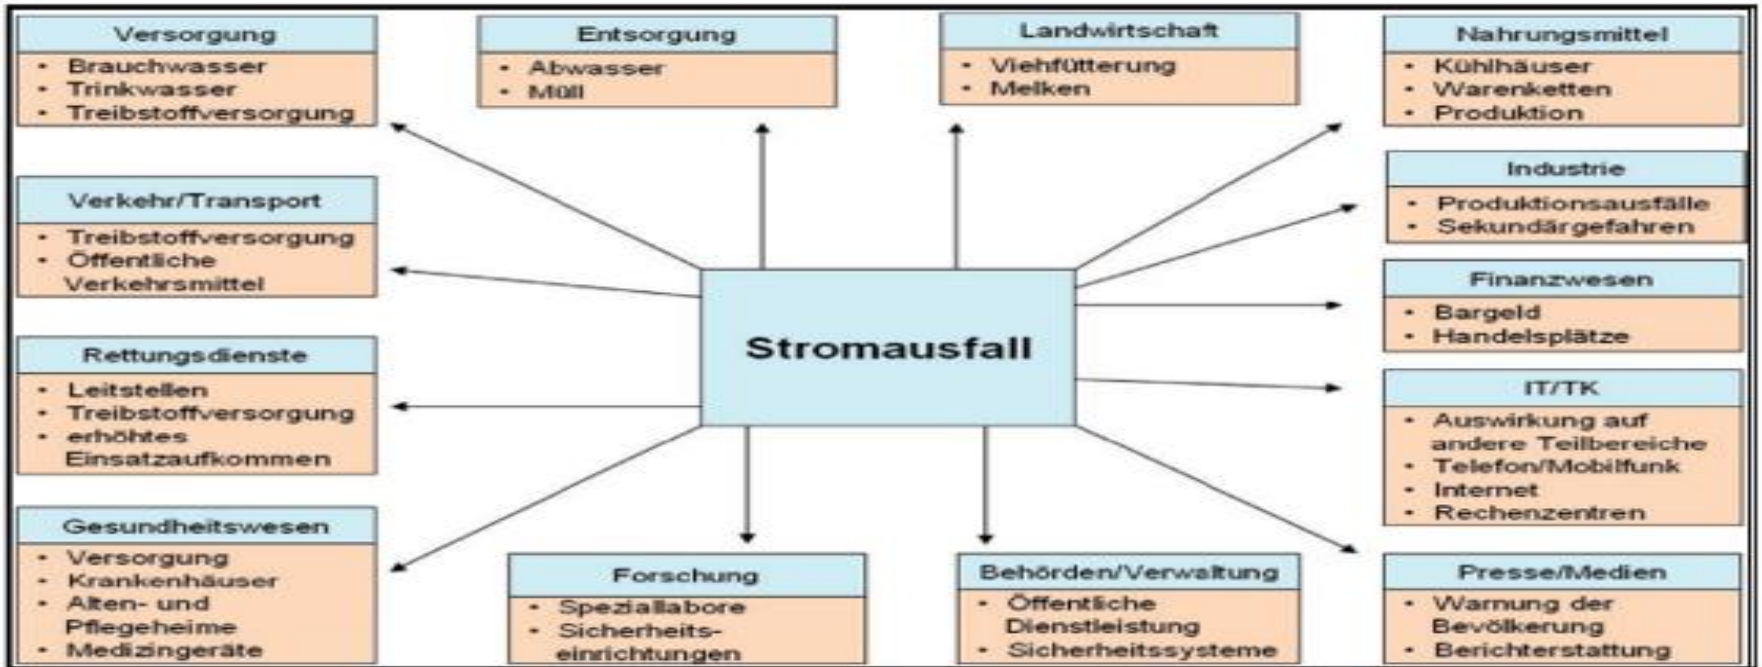 Versorgung
• Brauchwasser
• Trinkwasser
• Treibstoffversorgung
Entsorgung
• Abwasser
• Müll
Landwirtschaft
• Viehfütterung
• Melken
Nahrungsmittel
• Kühlhäuser
• Warenketten
• Produktion
Verkehr/Transport
• Treibstoffversorgung
• Öffentliche
Verkehrsmittel
Industrie
• Produktionsausfälle
• Sekundärgefahren
Finanzwesen
• Bargeld
• Handelsplätze
Stromausfall
Rettungsdienste
• Leitstellen
• Treibstoffversorgung
• erhöhtes
Einsatzaufkommen
IT/TK
• Auswirkung auf
andere Teilbereiche
• Telefon/Mobilfunk
• Internet
• Rechenzentren
Gesundheitswesen
• Versorgung
• Krankenhäuser
• Alten- und
Pflegeheime
• Medizingeräte
Forschung
• Speziallabore
• Sicherheits-
einrichtungen
Behörden/Verwaltung
• Öffentliche
Dienstleistung
• Sicherheitssysteme
Presse/Medien
• Warnung der
Bevölkerung
• Berichterstattung